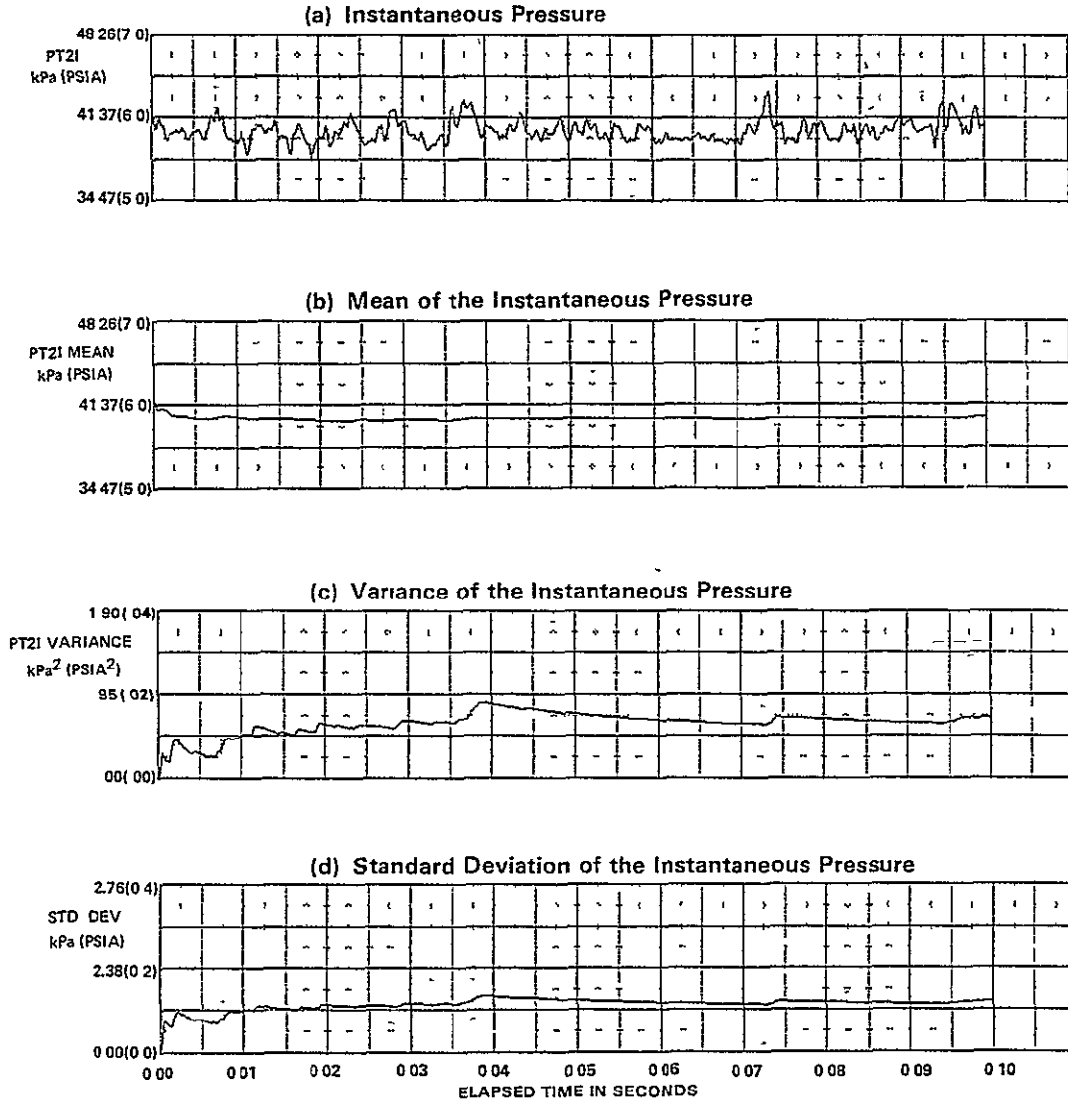 (a) Instantaneous Pressure
48 26(7 0)
PT2I
kPa (PSIA)
41 37(6 0)
34 47(5 0)
(b) Mean of the Instantaneous Pressure
48 26(7 0)
PT2I MEAN
kPa (PSIA)
41 37(6 0)
34 47(5 0)
(c) Variance of the Instantaneous Pressure
1 90( 04)
PT2I VARIANCE
kPa² (PSIA²)
95( 02)
00( 00)
(d) Standard Deviation of the Instantaneous Pressure
2.76(0 4)
STD DEV
kPa (PSIA)
2.38(0 2)
0 00(0 0)
0 00 0 01 0 02 0 03 0 04 0 05 0 06 0 07 0 08 0 09 0 10
ELAPSED TIME IN SECONDS